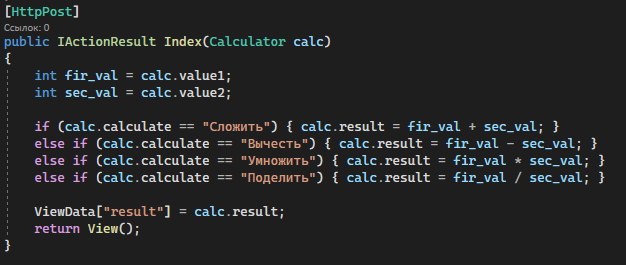 [HttpPost]
Ссылок: 0
public IActionResult Index(Calculator calc)
{
int fir_val = calc.value1;
int sec_val = calc.value2;
if (calc.calculate == "Сложить") { calc.result = fir_val + sec_val; }
else if (calc.calculate == "Вычесть") { calc.result = fir_val - sec_val; }
else if (calc.calculate == "Умножить") { calc.result = fir_val * sec_val; }
else if (calc.calculate == "Поделить") { calc.result = fir_val / sec_val; }
ViewData["result"] = calc.result;
return View();
}